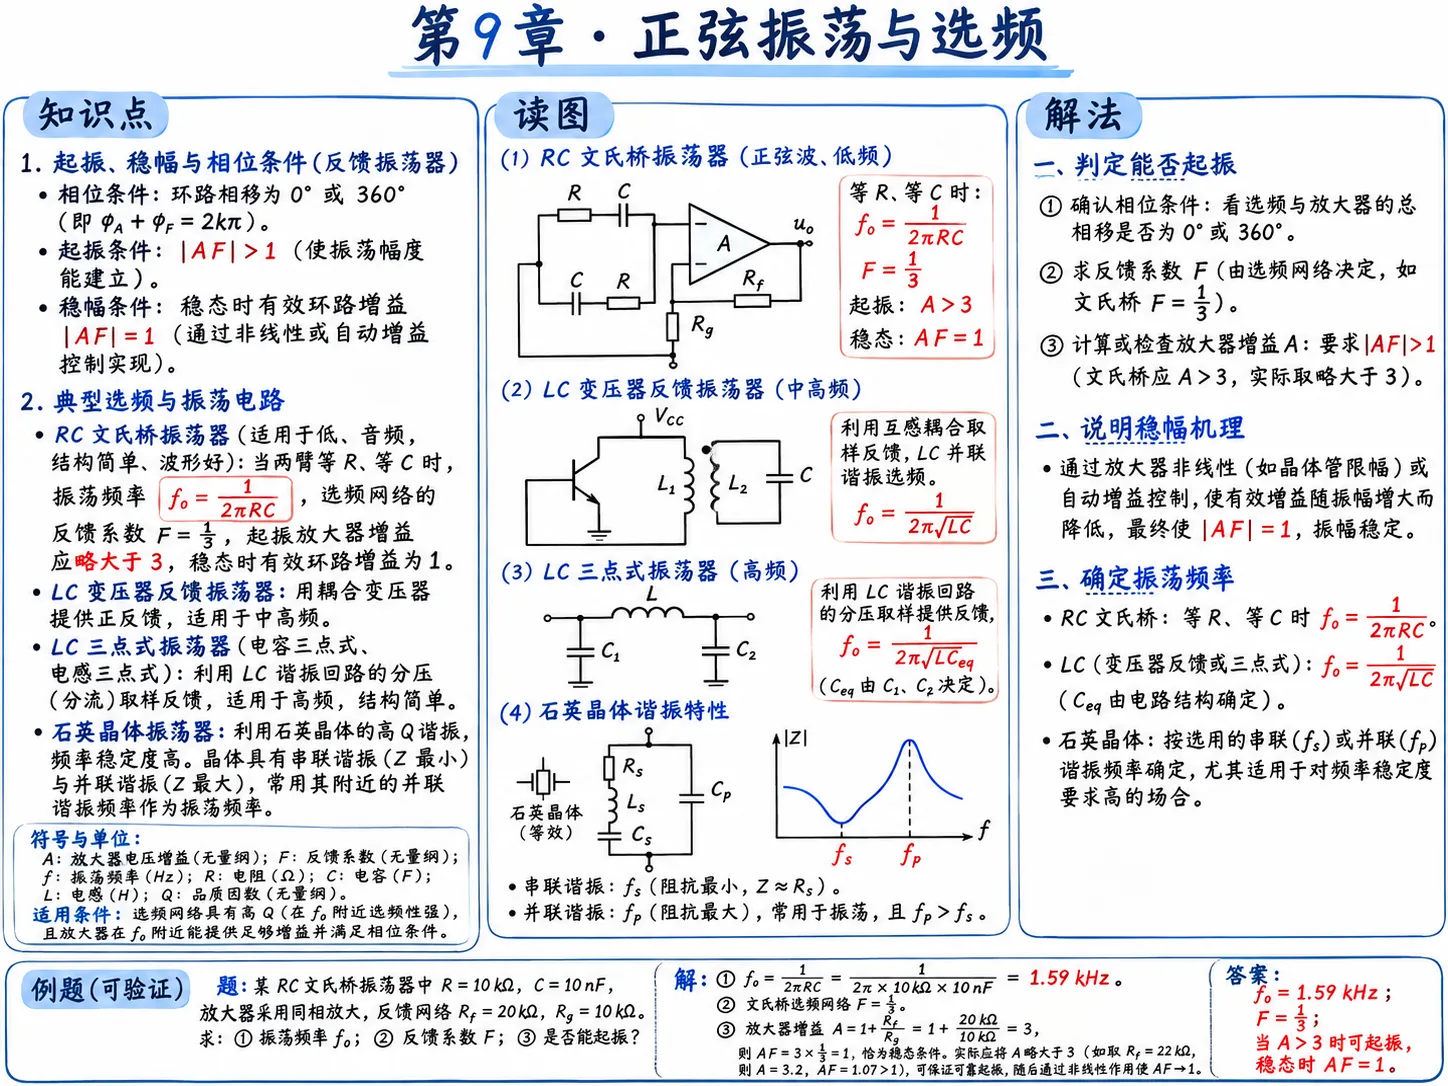 第9章·正弦振荡与选频
知识点
1. 起振、稳幅与相位条件(反馈振荡器)
• 相位条件：环路相移为 0° 或 360°
(即 φ_A + φ_F = 2kπ)。
• 起振条件： |AF| > 1 (使振荡幅度
能建立)。
• 稳幅条件： 稳态时有效环路增益
|AF| = 1 (通过非线性或自动增益
控制实现)。
2. 典型选频与振荡电路
• RC 文氏桥振荡器 (适用于低、音频，
结构简单、波形好)：当两臂等 R、等 C 时，
振荡频率 f₀ = 1/(2πRC) ，选频网络的
反馈系数 F = 1/3 ，起振放大器增益
应略大于 3，稳态时有效环路增益为 1。
• LC 变压器反馈振荡器：用耦合变压器
提供正反馈，适用于中高频。
• LC 三点式振荡器 (电容三点式、
电感三点式)：利用 LC 谐振回路的分压
(分流) 取样反馈，适用于高频，结构简单。
• 石英晶体振荡器：利用石英晶体的高 Q 谐振，
频率稳定度高。晶体具有串联谐振 (Z 最小)
与并联谐振 (Z 最大)，常用其附近的并联
谐振频率作为振荡频率。
符号与单位：
A：放大器电压增益 (无量纲)；F：反馈系数 (无量纲)；
f：振荡频率 (Hz)；R：电阻 (Ω)；C：电容 (F)；
L：电感 (H)；Q：品质因数 (无量纲)。
适用条件：选频网络具有高 Q (在 f₀ 附近选频性强)，
且放大器在 f₀ 附近能提供足够增益并满足相位条件。
读图
(1) RC 文氏桥振荡器 (正弦波、低频)
R
C
C
R
−
−
A
u₀
R_f
R_g
等 R、等 C 时：
f₀ = 1/(2πRC)
F = 1/3
起振： A > 3
稳态： AF = 1
(2) LC 变压器反馈振荡器 (中高频)
V_CC
L₁
L₂
C
利用互感耦合取
样反馈，LC 并联
谐振选频。
f₀ = 1/(2π√LC)
(3) LC 三点式振荡器 (高频)
L
C₁
C₂
利用 LC 谐振回路
的分压取样提供反馈，
f₀ = 1/(2π√LC_eq)
(C_eq 由 C₁、C₂ 决定)。
(4) 石英晶体谐振特性
石英晶体
(等效)
R_s
L_s
C_s
C_p
|Z|
f
f_s
f_p
• 串联谐振：f_s (阻抗最小，Z ≈ R_s)。
• 并联谐振：f_p (阻抗最大)，常用于振荡，且 f_p > f_s。
解法
一、判定能否起振
① 确认相位条件：看选频与放大器的总
相移是否为 0° 或 360°。
② 求反馈系数 F (由选频网络决定，如
文氏桥 F = 1/3)。
③ 计算或检查放大器增益 A：要求 |AF| > 1
(文氏桥应 A > 3，实际取略大于 3)。
二、说明稳幅机理
• 通过放大器非线性 (如晶体管限幅) 或
自动增益控制，使有效增益随振幅增大而
降低，最终使 |AF| = 1，振幅稳定。
三、确定振荡频率
• RC 文氏桥：等 R、等 C 时 f₀ = 1/(2πRC)。
• LC (变压器反馈或三点式)： f₀ = 1/(2π√LC)
(C_eq 由电路结构确定)。
• 石英晶体：按选用的串联 (f_s) 或并联 (f_p)
谐振频率确定，尤其适用于对频率稳定度
要求高的场合。
例题(可验证)
题：某 RC 文氏桥振荡器中 R = 10 kΩ， C = 10 nF，
放大器采用同相放大，反馈网络 R_f = 20 kΩ，R_g = 10 kΩ。
求：① 振荡频率 f₀；② 反馈系数 F；③ 是否能起振？
解：① f₀ = 1/(2πRC) = 1/(2π × 10 kΩ × 10 nF) = 1.59 kHz。
② 文氏桥选频网络 F = 1/3。
③ 放大器增益 A = 1 + R_f/R_g = 1 + 20 kΩ/10 kΩ = 3，
则 AF = 3 × 1/3 = 1，恰为稳态条件。实际应将 A 略大于 3 (如取 R_f = 22 kΩ，
则 A = 3.2，AF = 1.07 > 1)，可保证可靠起振，随后通过非线性作用使 AF → 1。
答案：
f₀ = 1.59 kHz；
F = 1/3；
当 A > 3 时可起振，
稳态时 AF = 1。